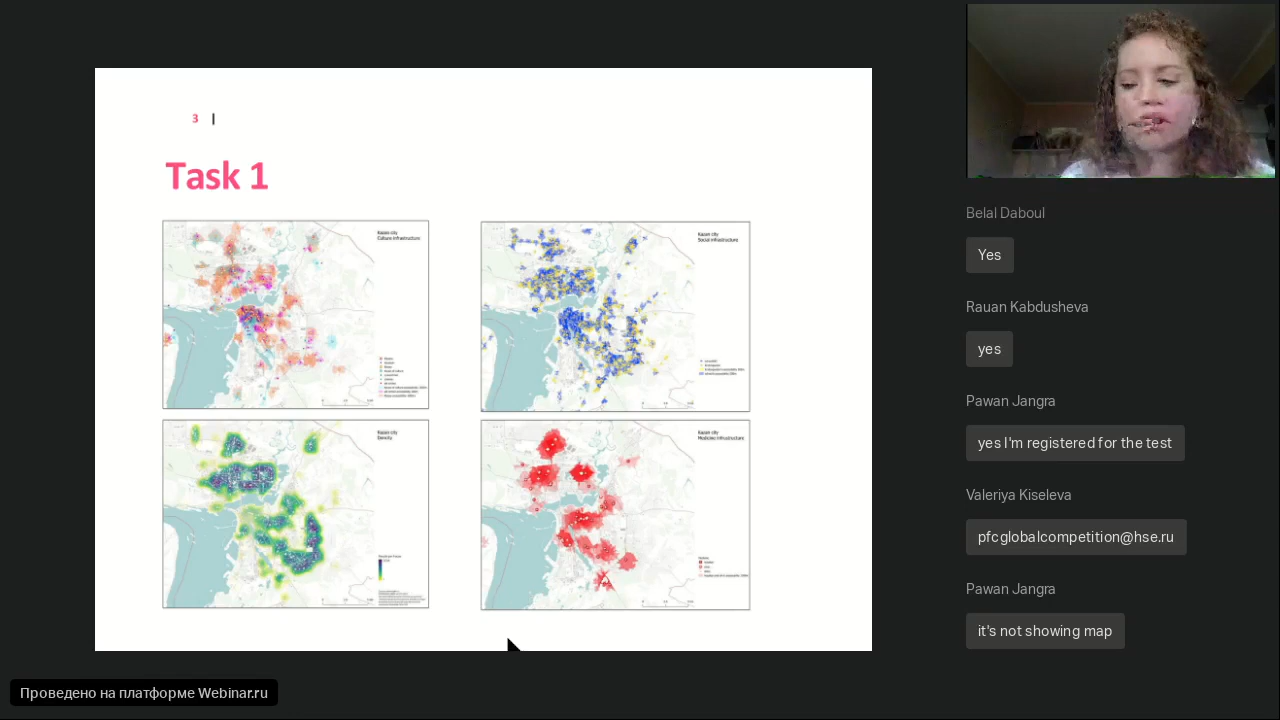 3 |
Task 1
Kazan city
Culture infrastructure
Kazan city
Social infrastructure
Kazan city
Density
Kazan city
Medicine infrastructure
Belal Daboul
Yes
Rauan Kabdusheva
yes
Pawan Jangra
yes I'm registered for the test
Valeriya Kiseleva
pfcglobalcompetition@hse.ru
Pawan Jangra
it's not showing map
Проведено на платформе Webinar.ru